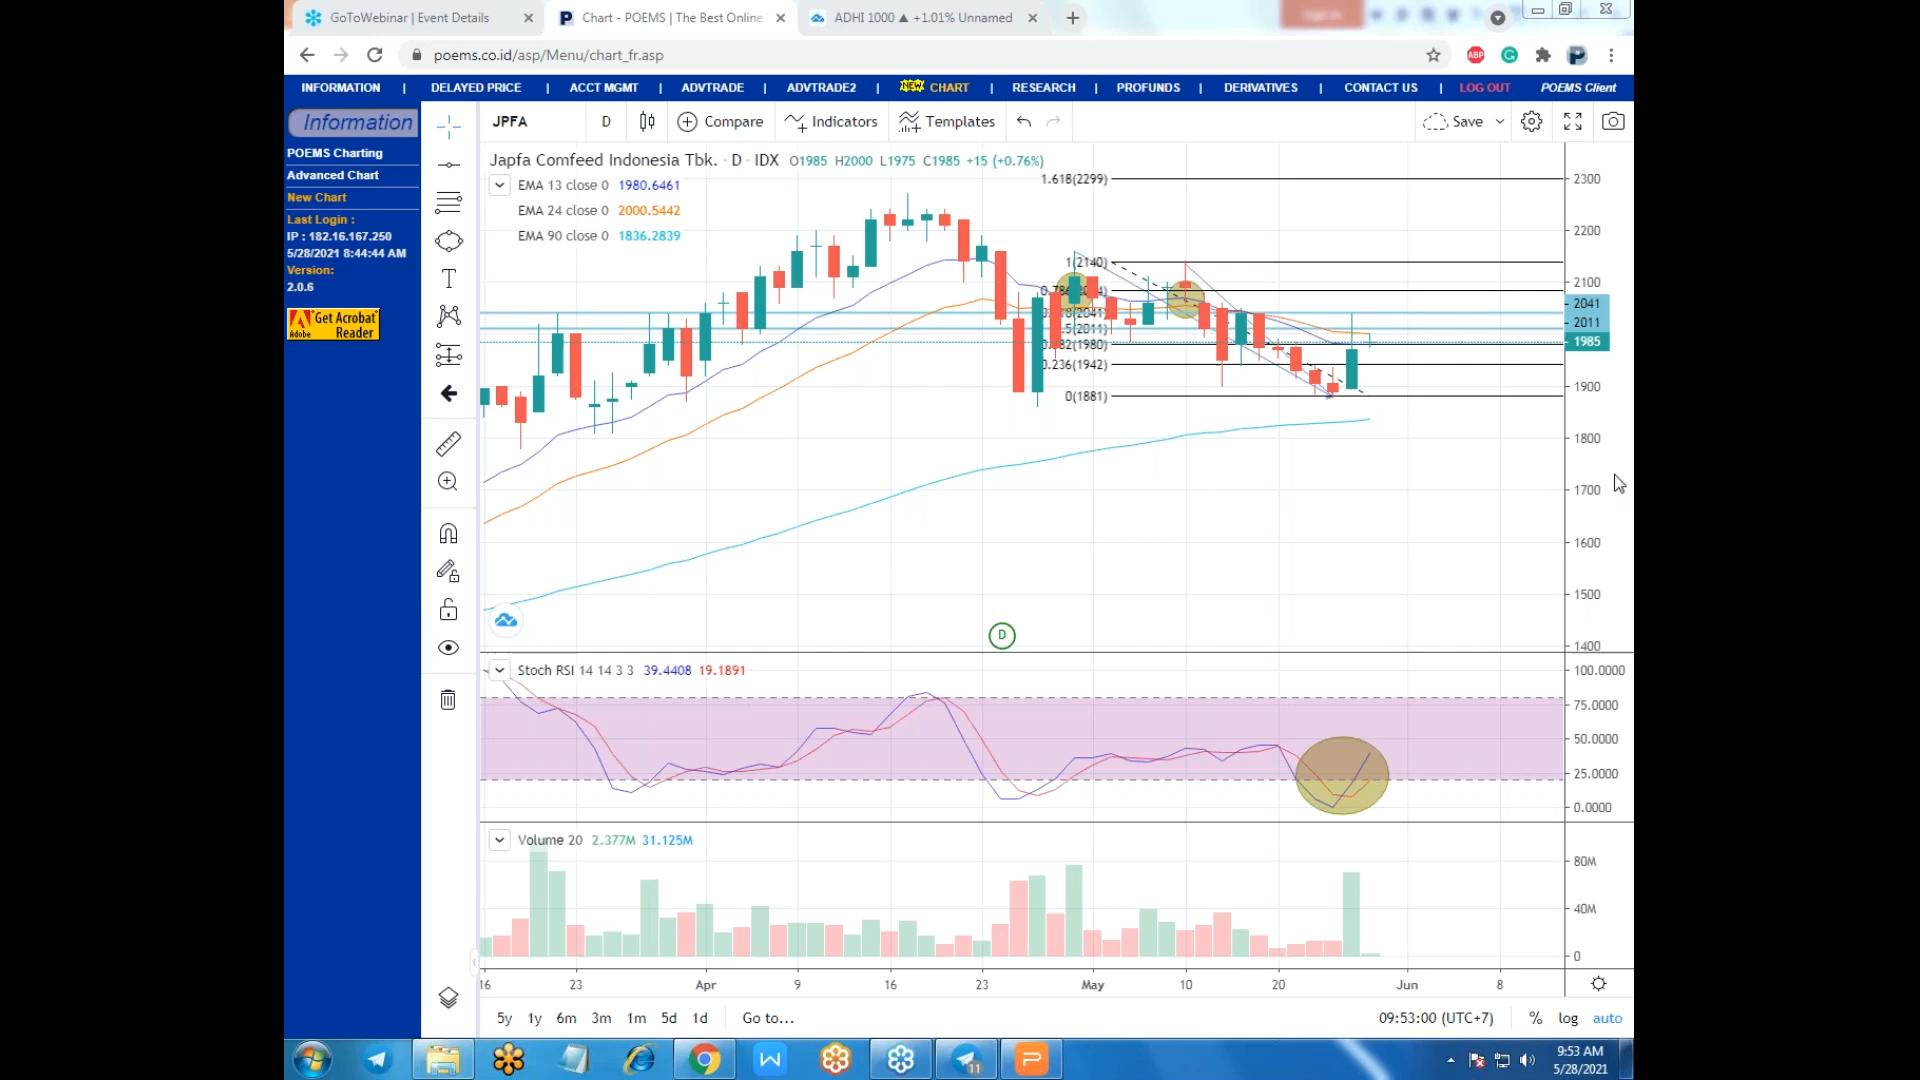 GoToWebinar | Event Details
Chart - POEMS | The Best Online
ADHI 1000 ▲ +1.01% Unnamed
poems.co.id/asp/Menu/chart_fr.asp
ABP
INFORMATION | DELAYED PRICE | ACCT MGMT | ADVTRADE | ADVTRADE2 | NEW CHART | RESEARCH | PROFUNDS | DERIVATIVES | CONTACT US | LOG OUT POEMS Client
Information
POEMS Charting
Advanced Chart
New Chart
Last Login :
IP : 182.16.167.250
5/28/2021 8:44:44 AM
Version:
2.0.6
Get Acrobat
Reader
Adobe
JPFA D Compare Indicators Templates Save
Japfa Comfeed Indonesia Tbk. · D · IDX O1985 H2000 L1975 C1985 +15 (+0.76%)
EMA 13 close 0 1980.6461
EMA 24 close 0 2000.5442
EMA 90 close 0 1836.2839
1.618(2299)
1(2140)
0.236(1942)
0(1881)
2300
2200
2100
2041
2011
1985
1900
1800
1700
1600
1500
1400
D
Stoch RSI 14 14 3 3 39.4408 19.1891
100.0000
75.0000
50.0000
25.0000
0.0000
Volume 20 2.377M 31.125M
80M
40M
0
16 23 Apr 9 16 23 May 10 20 Jun 8
5y 1y 6m 3m 1m 5d 1d Go to... 09:53:00 (UTC+7) % log auto
11
9:53 AM
5/28/2021